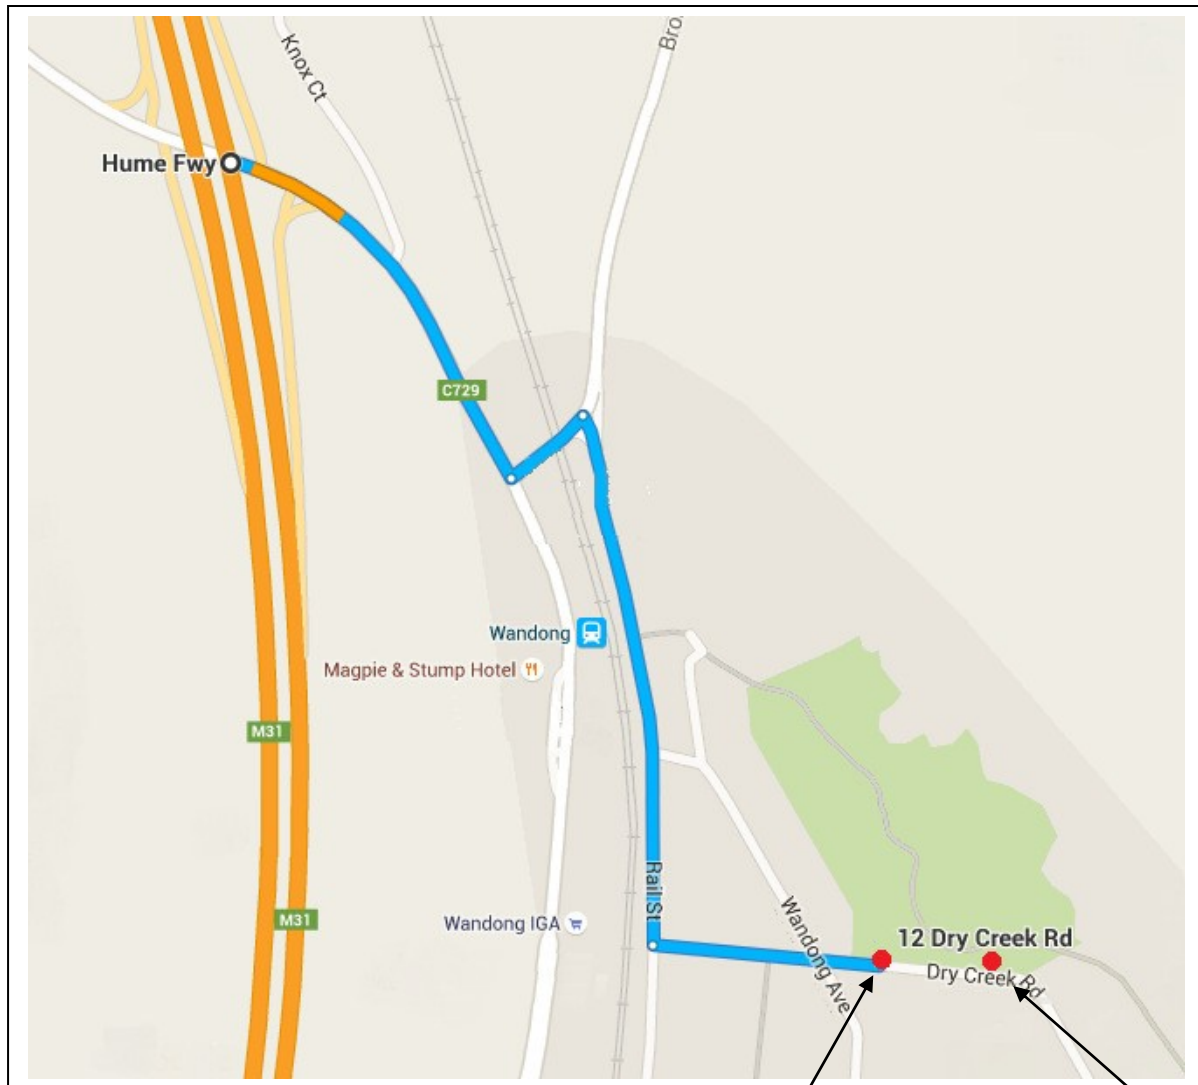 Knox Ct
Bro
Hume Fwy
C729
Wandong
Magpie & Stump Hotel
M31
Rail St
Wandong IGA
M31
Wandong Ave
12 Dry Creek Rd
Dry Creek Rd